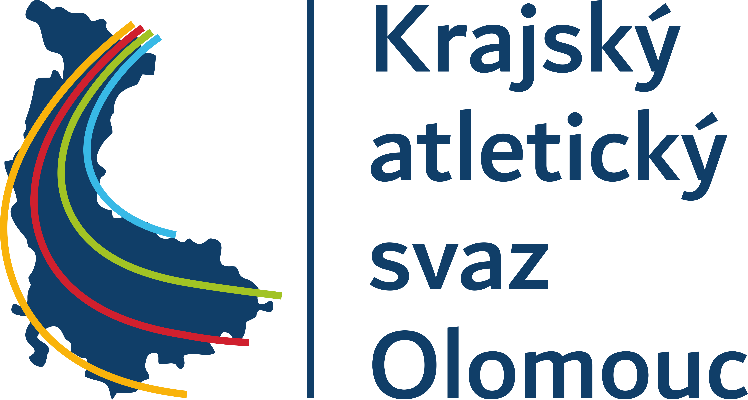 Krajský
atletický
svaz
Olomouc